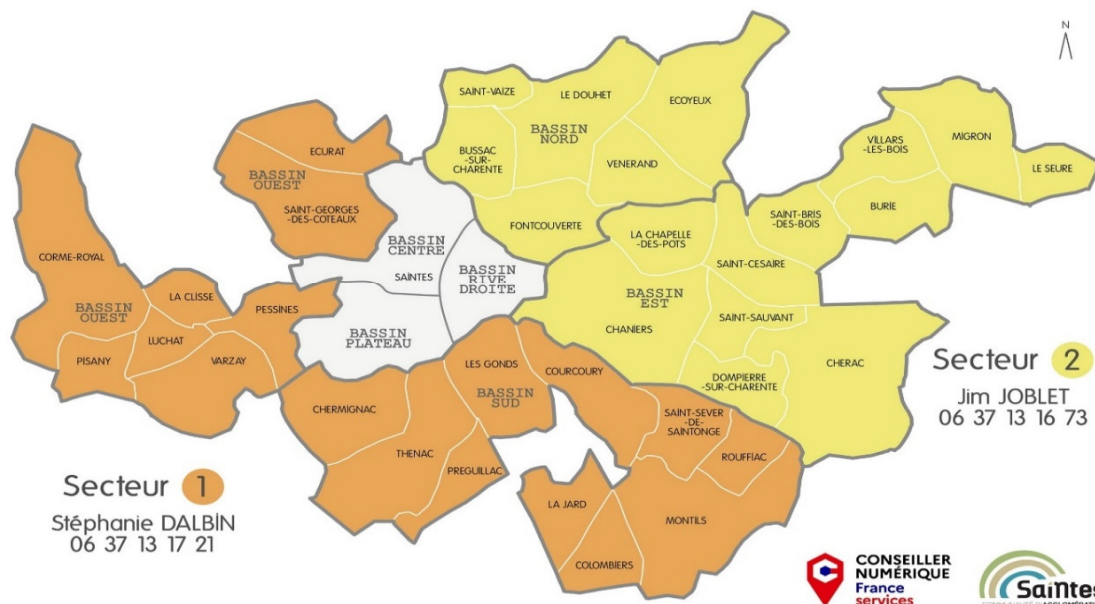 N
SAINT-VAIZE
LE DOUHET
ECOYEUX
BASSIN
NORD
BUSSAC
-SUR-
CHARENTE
VENERAND
FONTCOUVERTE
VILLARS
-LES-BOIS
MIGRON
LE SEURE
BURIE
SAINT-BRIS
-DES-BOIS
ECURAT
BASSIN
OUEST
SAINT-GEORGES
-DES-COTEAUX
LA CHAPELLE
-DES-POTS
SAINT-CESAIRE
BASSIN
CENTRE
SAINTES
BASSIN
RIVE
DROITE
BASSIN
PLATEAU
CORME-ROYAL
BASSIN
OUEST
LA CLISSE
PESSINES
LUCHAT
PISANY
VARZAY
BASSIN
EST
CHANIERS
SAINT-SAUVANT
DOMPIERRE
-SUR-CHARENTE
CHERAC
Secteur 2
Jim JOBLET
06 37 13 16 73
LES GONDS
COURCOURY
BASSIN
SUD
CHERMIGNAC
THENAC
PREGUILLAC
SAINT-SEVER
-DE-
SAINTONGE
ROUFFIAC
LA JARD
MONTILS
COLOMBIERS
Secteur 1
Stéphanie DALBIN
06 37 13 17 21
CONSEILLER
NUMÉRIQUE
France
services
Saintes